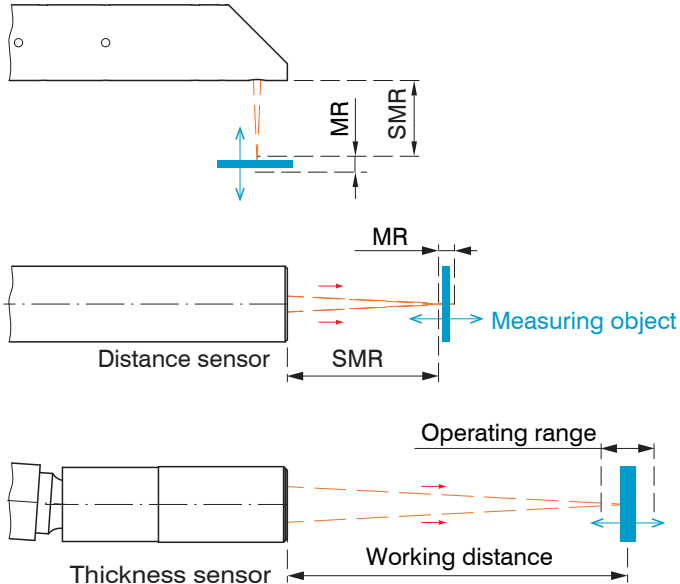 MR
SMR
MR
Measuring object
Distance sensor
SMR
Operating range
Working distance
Thickness sensor